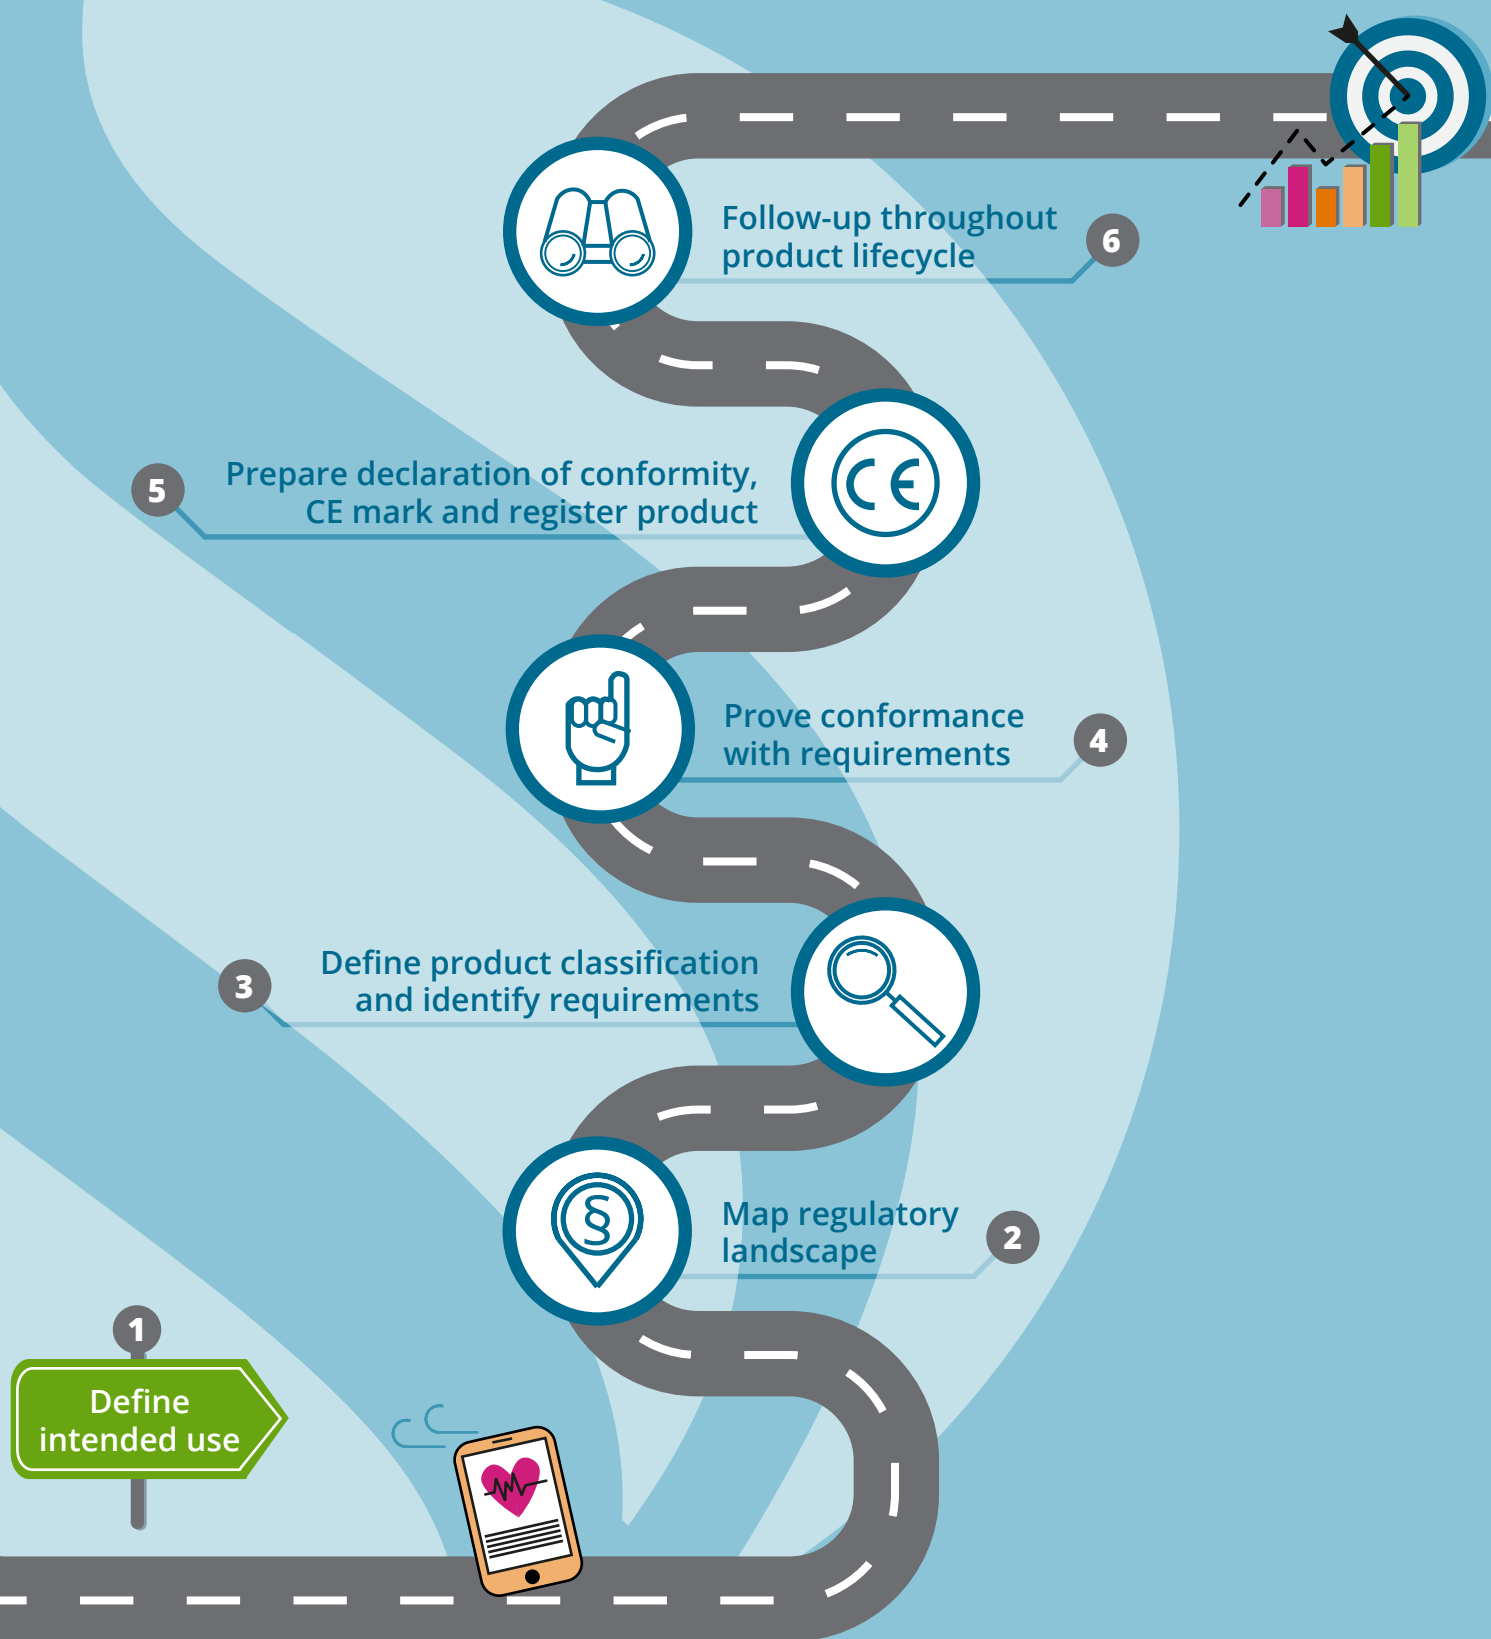 Follow-up throughout
product lifecycle
6
5
Prepare declaration of conformity,
CE mark and register product
CE
Prove conformance
with requirements
4
3
Define product classification
and identify requirements
§
Map regulatory
landscape
2
1
Define
intended use